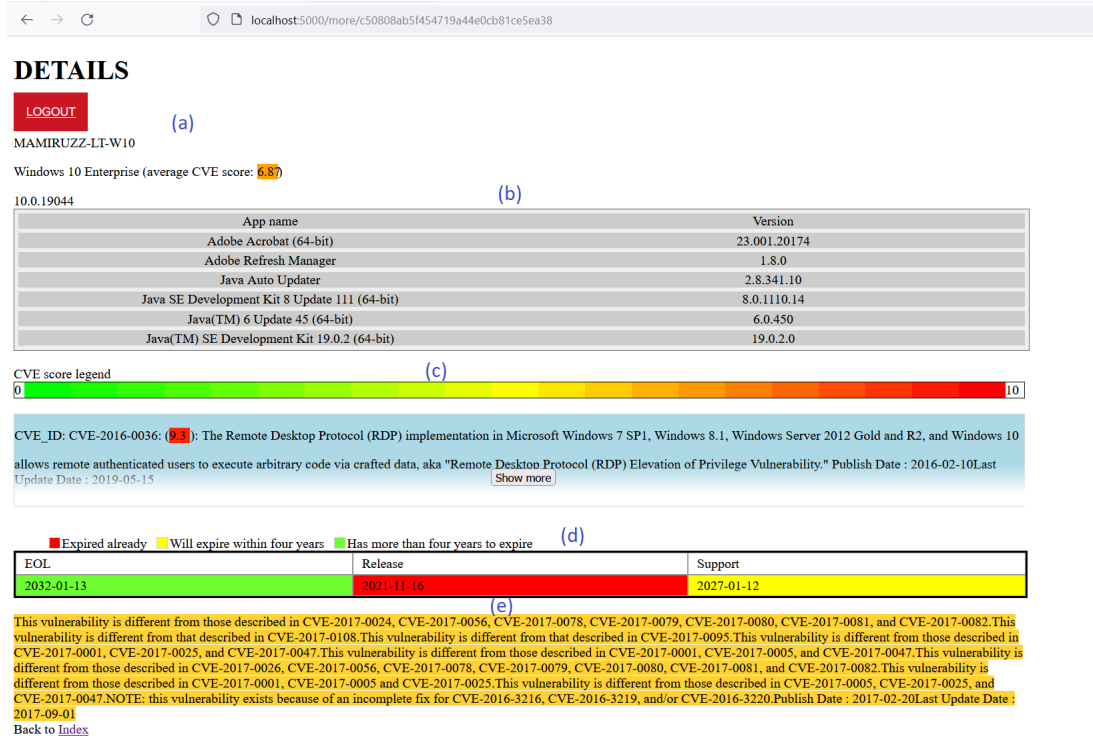 localhost:5000/more/c50808ab5f454719a44e0cb81ce5ea38
DETAILS
LOGOUT
(a)
MAMIRUZZ-LT-W10
Windows 10 Enterprise (average CVE score: 6.87)
(b)
10.0.19044
App name Version
Adobe Acrobat (64-bit) 23.001.20174
Adobe Refresh Manager 1.8.0
Java Auto Updater 2.8.341.10
Java SE Development Kit 8 Update 111 (64-bit) 8.0.1110.14
Java(TM) 6 Update 45 (64-bit) 6.0.450
Java(TM) SE Development Kit 19.0.2 (64-bit) 19.0.2.0
CVE score legend (c)
0 10
CVE_ID: CVE-2016-0036: (9.3 ): The Remote Desktop Protocol (RDP) implementation in Microsoft Windows 7 SP1, Windows 8.1, Windows Server 2012 Gold and R2, and Windows 10
allows remote authenticated users to execute arbitrary code via crafted data, aka "Remote Desktop Protocol (RDP) Elevation of Privilege Vulnerability." Publish Date : 2016-02-10Last
Update Date : 2019-05-15 Show more
(d)
Expired already Will expire within four years Has more than four years to expire
EOL Release Support
2032-01-13 2021-11-16 2027-01-12
(e)
This vulnerability is different from those described in CVE-2017-0024, CVE-2017-0056, CVE-2017-0078, CVE-2017-0079, CVE-2017-0080, CVE-2017-0081, and CVE-2017-0082.This
vulnerability is different from that described in CVE-2017-0108.This vulnerability is different from that described in CVE-2017-0095.This vulnerability is different from those described in
CVE-2017-0001, CVE-2017-0025, and CVE-2017-0047.This vulnerability is different from those described in CVE-2017-0001, CVE-2017-0005, and CVE-2017-0047.This vulnerability is
different from those described in CVE-2017-0026, CVE-2017-0056, CVE-2017-0078, CVE-2017-0079, CVE-2017-0080, CVE-2017-0081, and CVE-2017-0082.This vulnerability is
different from those described in CVE-2017-0001, CVE-2017-0005 and CVE-2017-0025.This vulnerability is different from those described in CVE-2017-0005, CVE-2017-0025, and
CVE-2017-0047.NOTE: this vulnerability exists because of an incomplete fix for CVE-2016-3216, CVE-2016-3219, and/or CVE-2016-3220.Publish Date : 2017-02-20Last Update Date :
2017-09-01
Back to Index